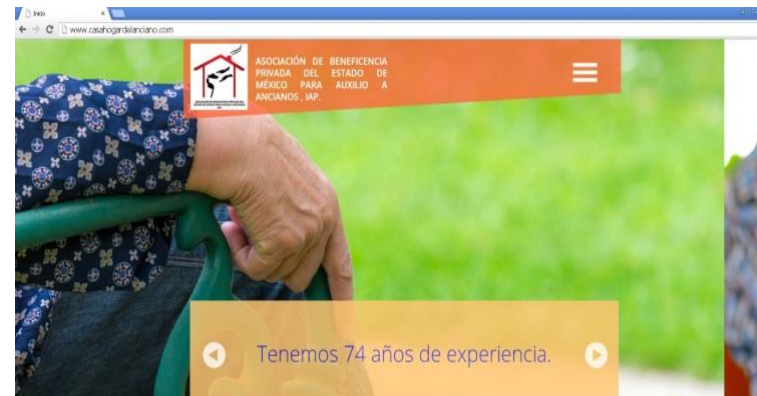 Inicio
www.casahogardelanciano.com
ASOCIACIÓN DE BENEFICENCIA
PRIVADA DEL ESTADO DE
MÉXICO PARA AUXILIO A
ANCIANOS , IAP.
Tenemos 74 años de experiencia.